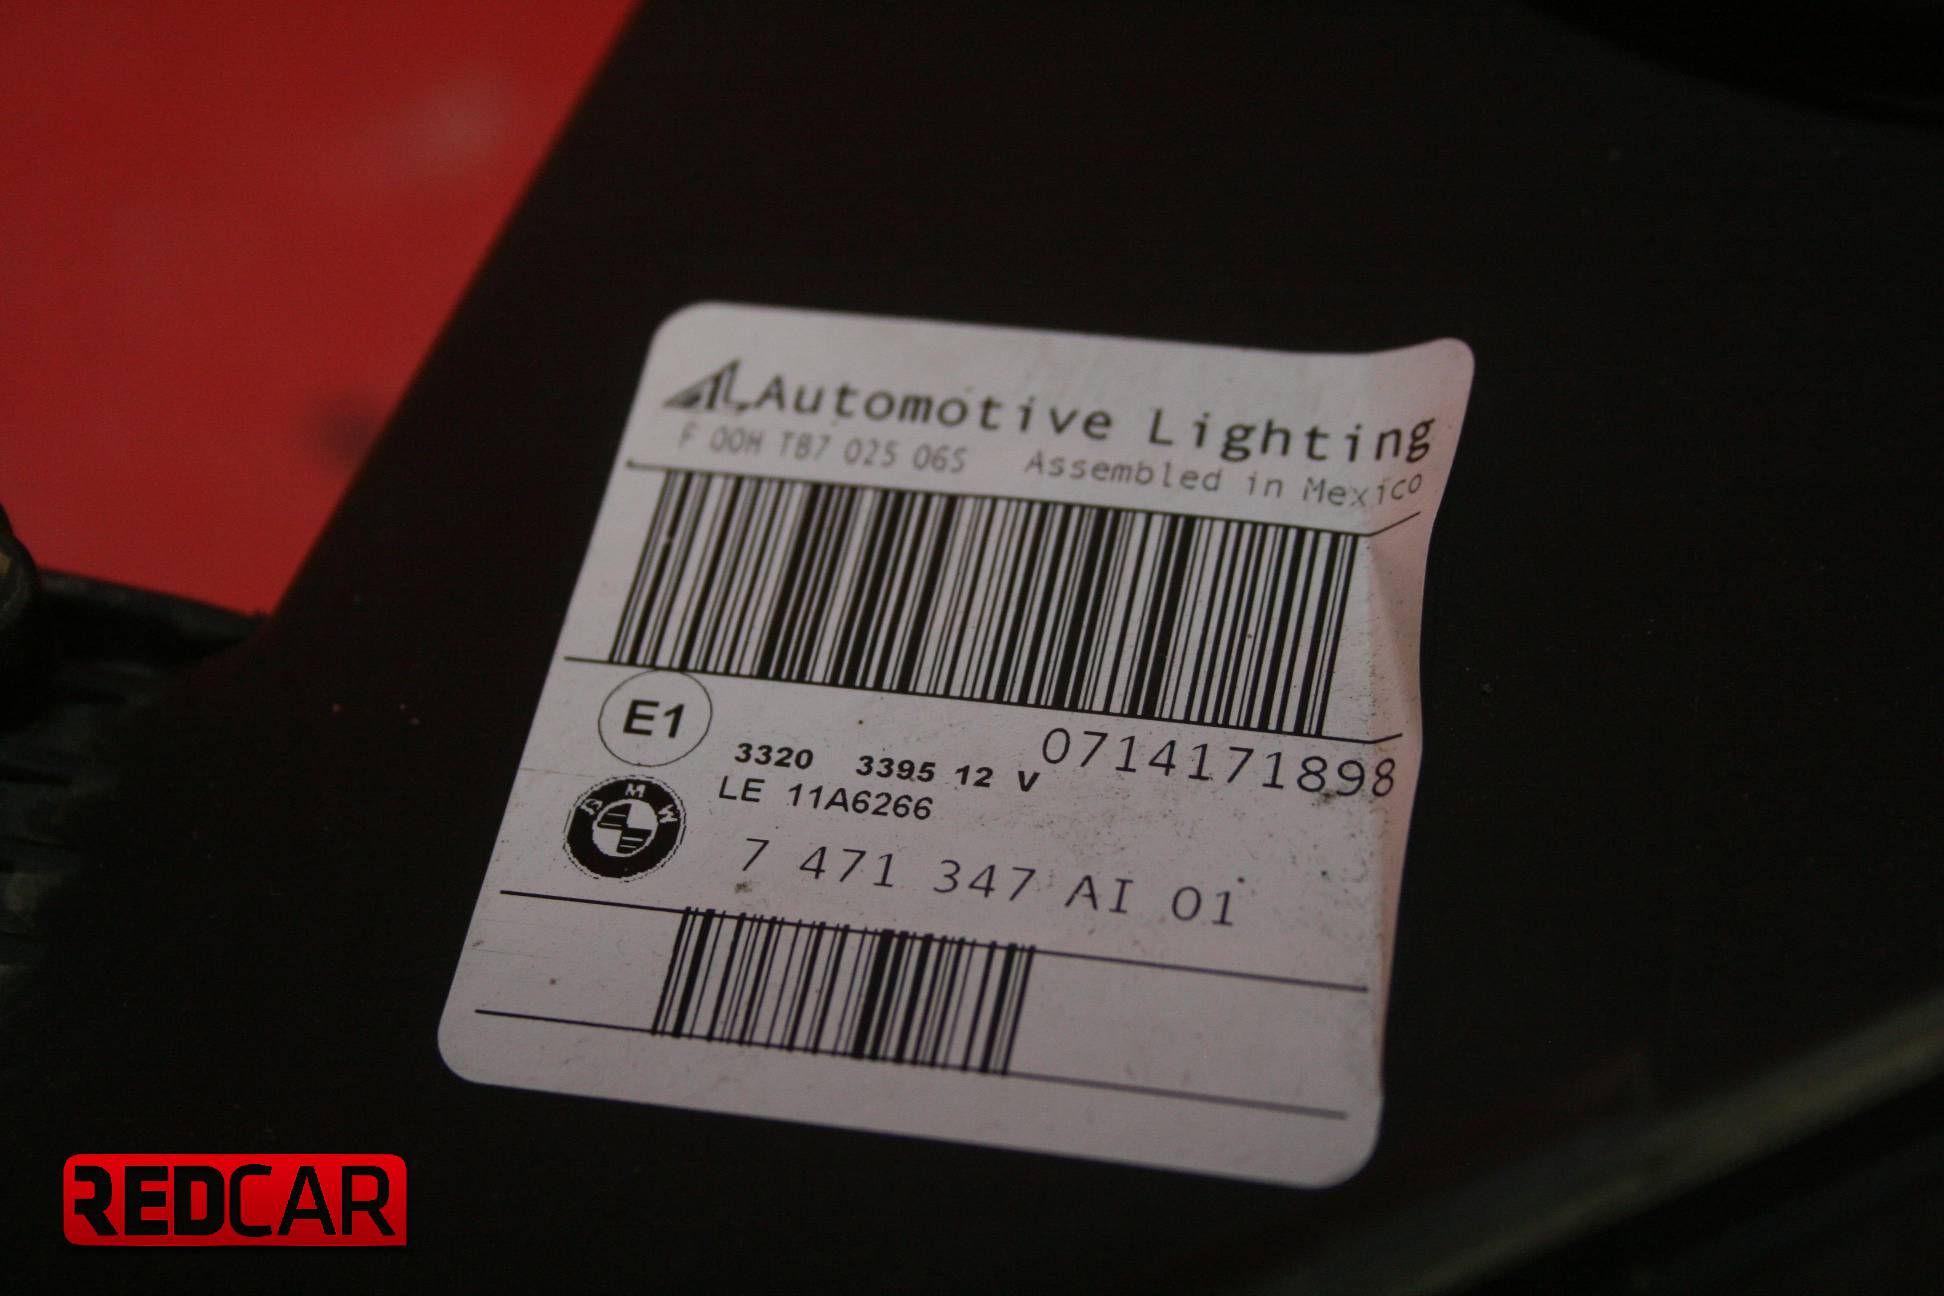 AL Automotive Lighting
F 00H TB7 025 06S Assembled in Mexico
0714171898
E1
3320 3395 12 V
LE 11A6266
BMW
7 471 347 AI 01
REDCAR